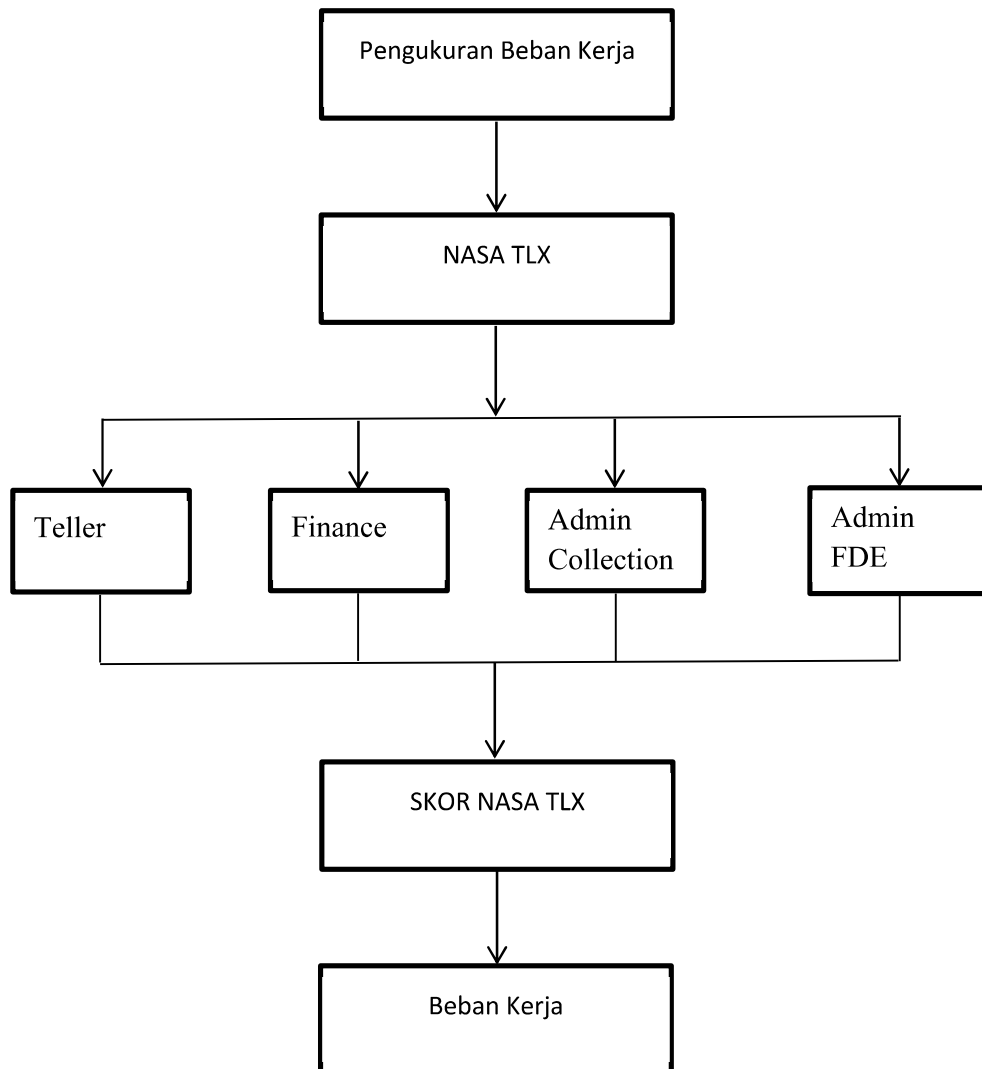 Pengukuran Beban Kerja
NASA TLX
Teller
Finance
Admin
Collection
Admin
FDE
SKOR NASA TLX
Beban Kerja